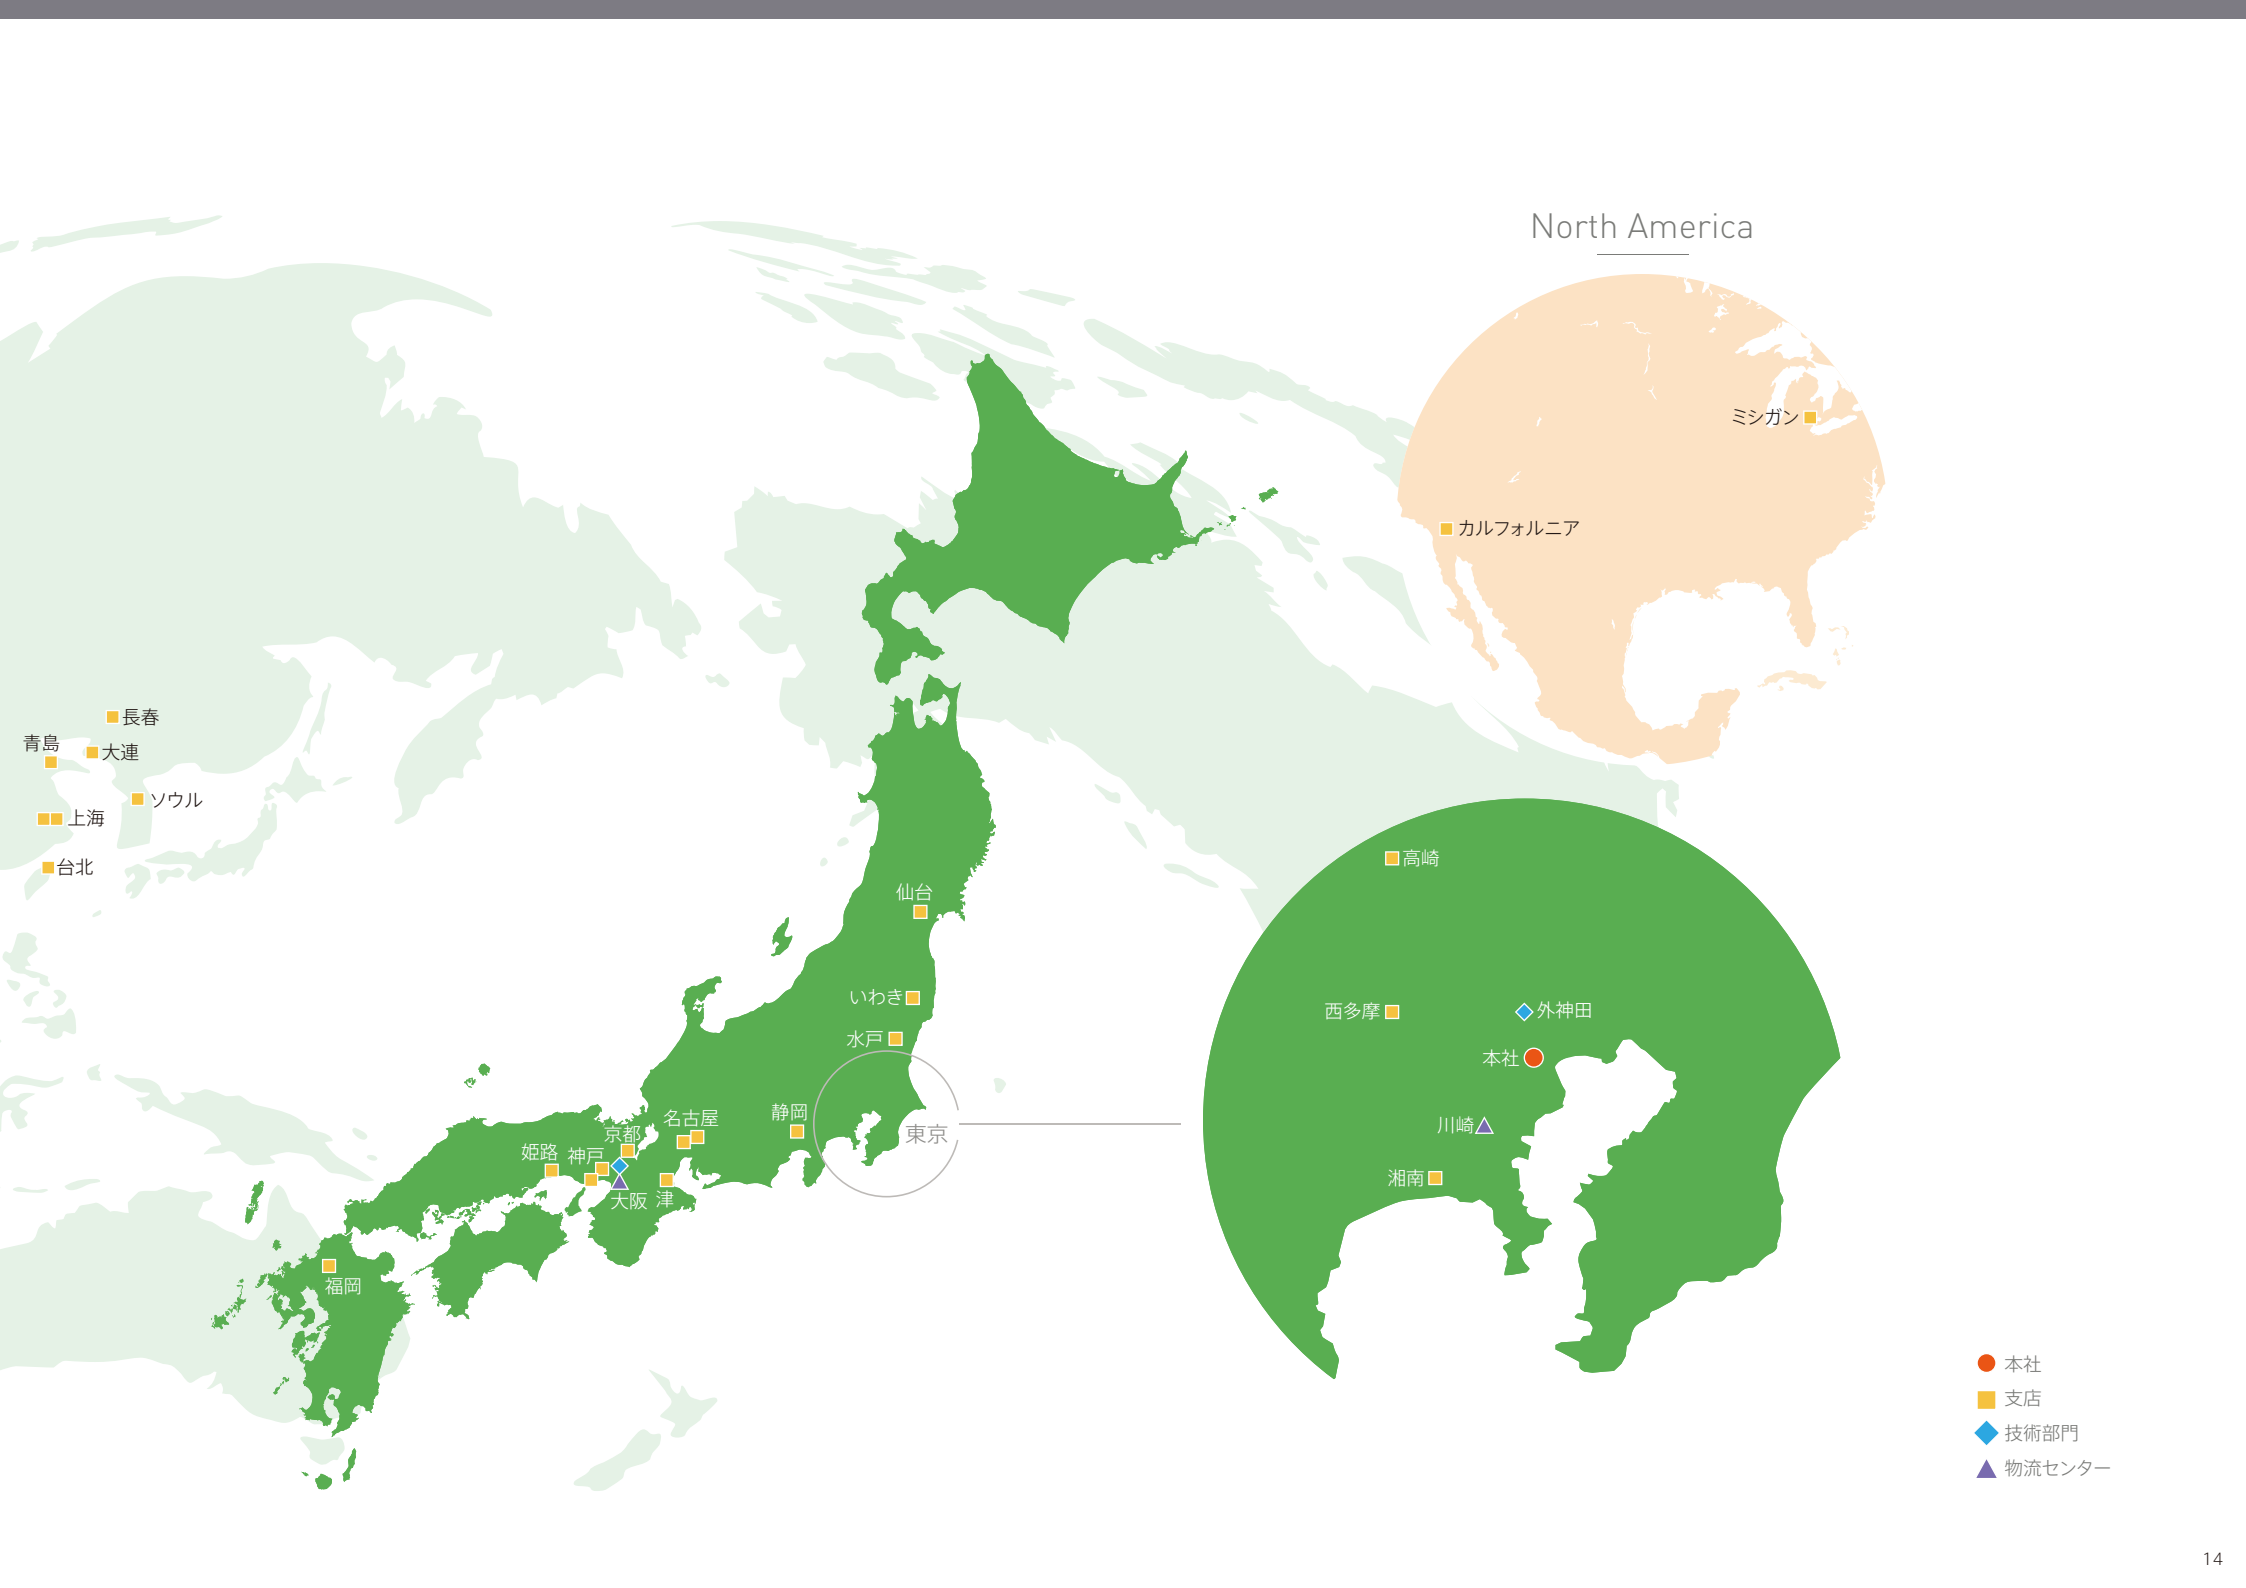 North America
ミシガン
カルフォルニア
長春
青島
大連
ソウル
上海
台北
仙台
いわき
水戸
名古屋
静岡
東京
京都
姫路
神戸
大阪
津
福岡
高崎
西多摩
外神田
本社
川崎
湘南
本社
支店
技術部門
物流センター
14